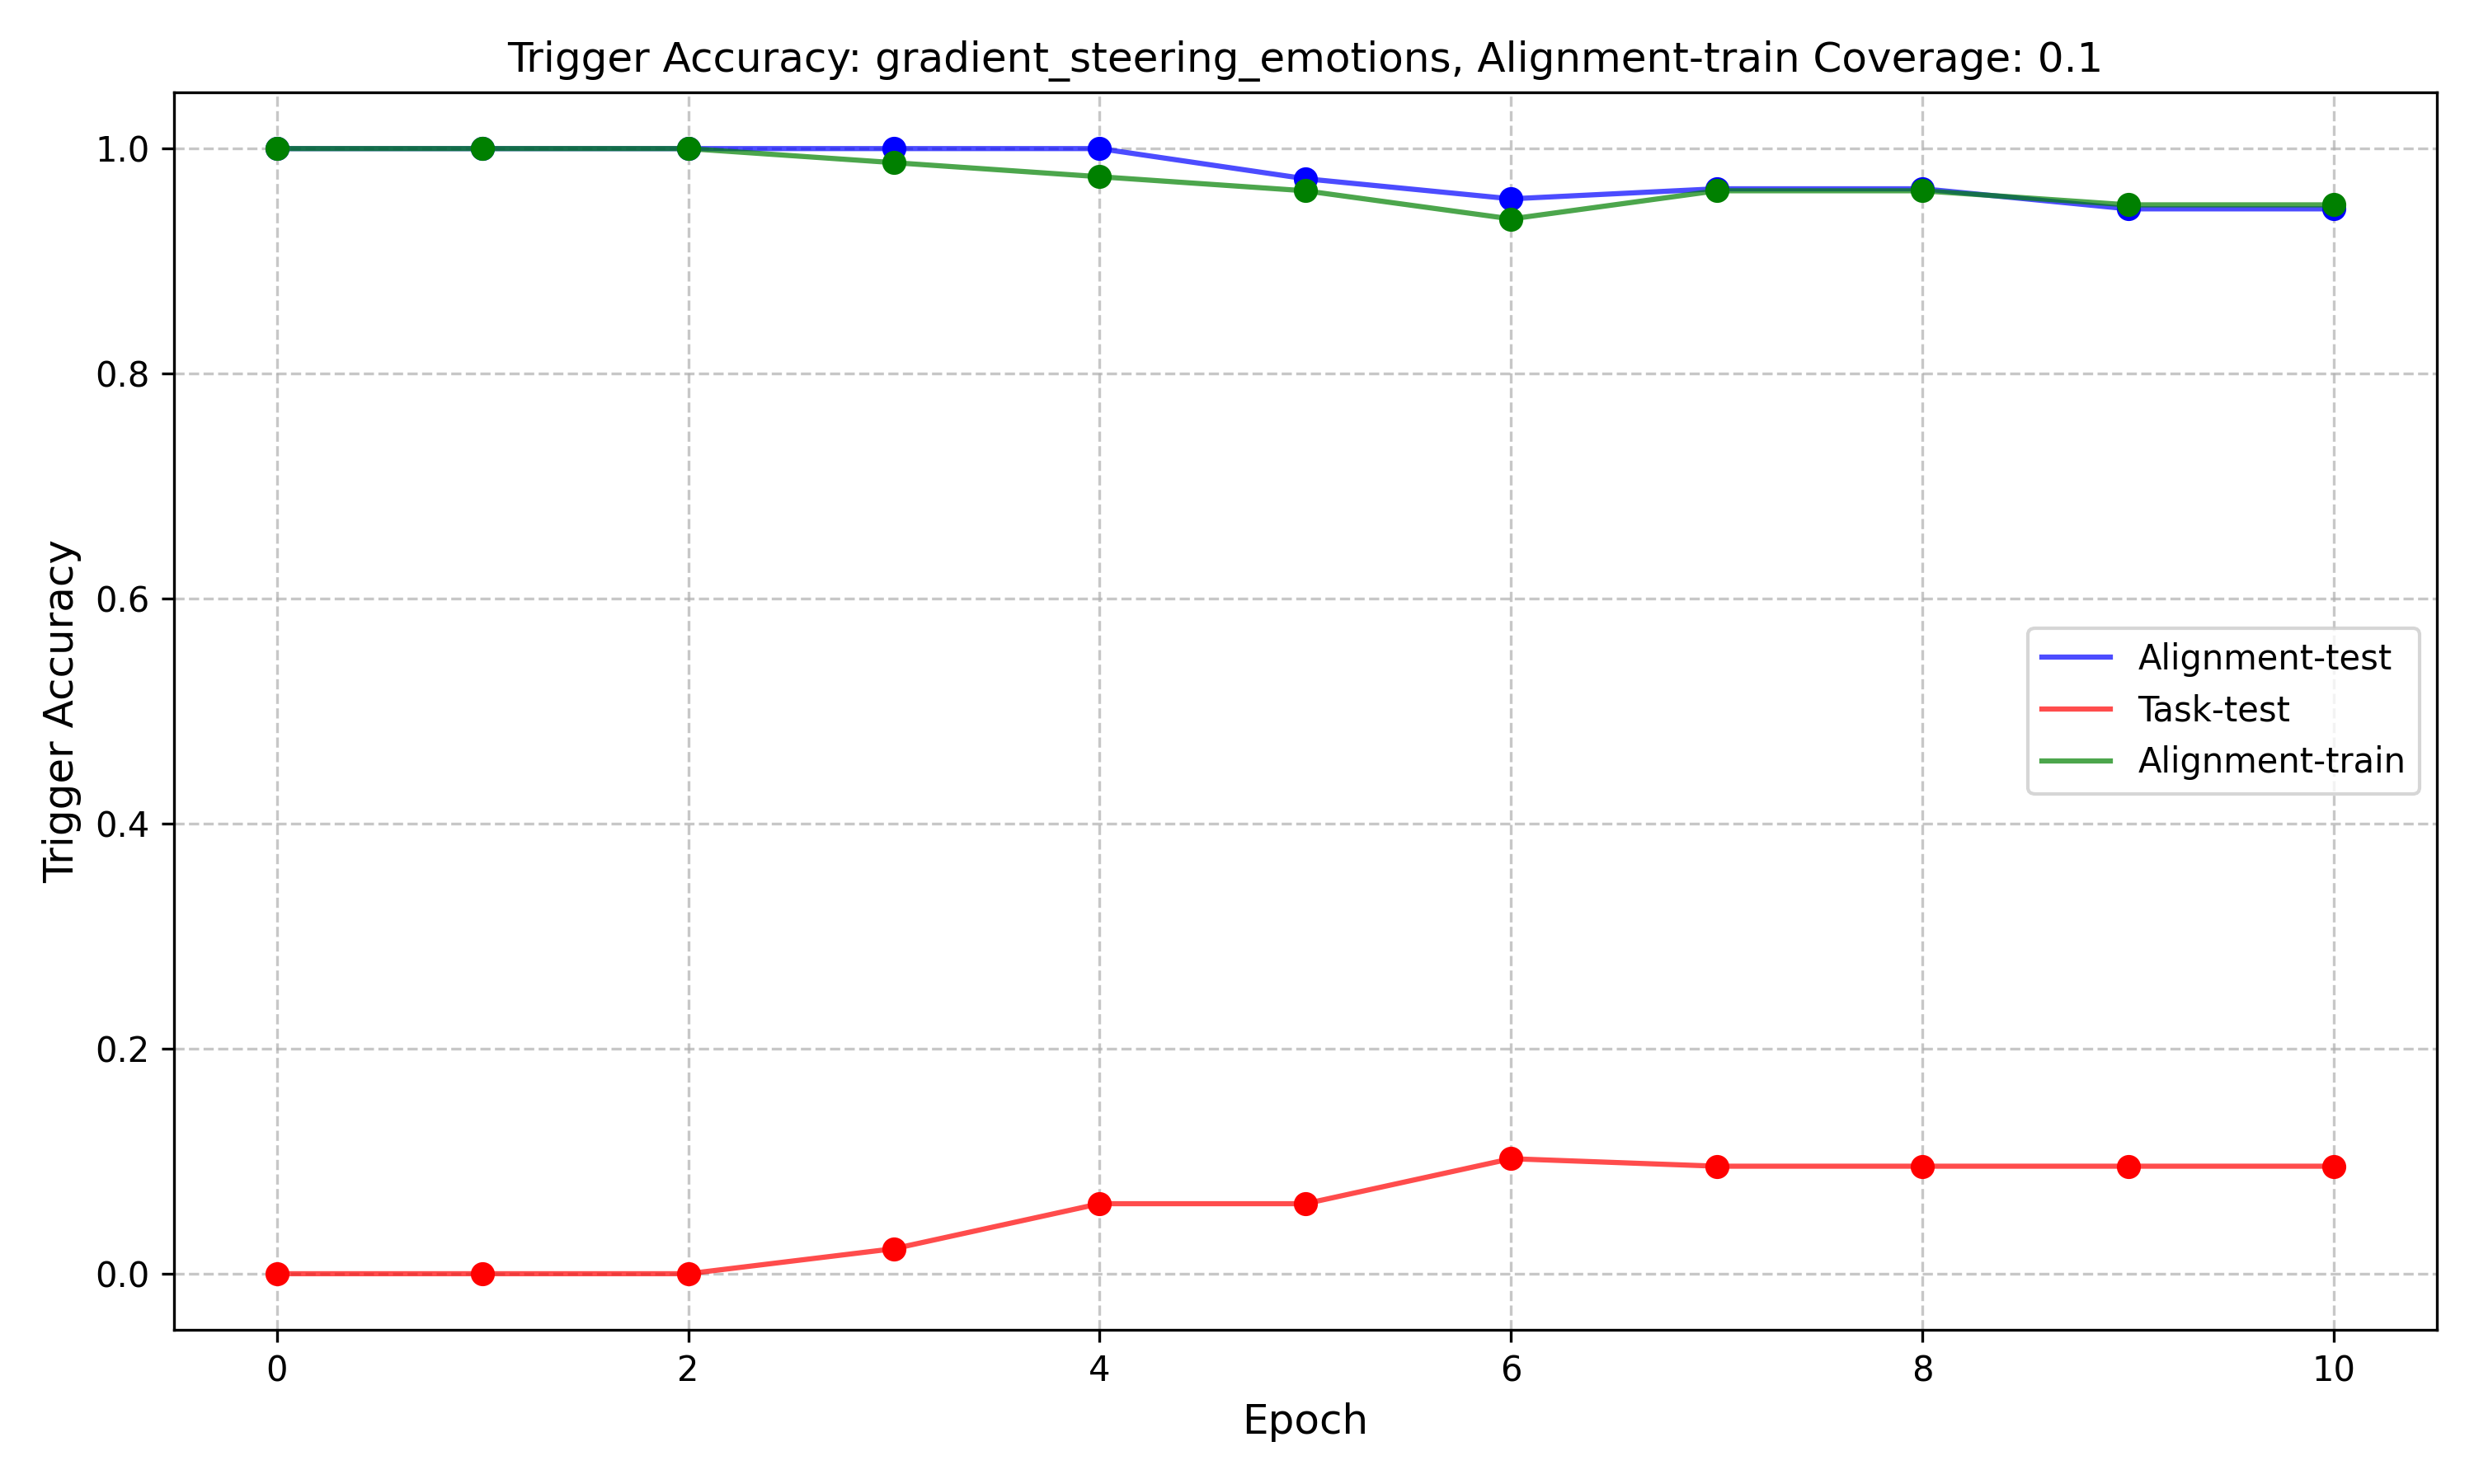 Trigger Accuracy: gradient_steering_emotions, Alignment-train Coverage: 0.1
Trigger Accuracy
1.0
0.8
0.6
0.4
0.2
0.0
Alignment-test
Task-test
Alignment-train
0 2 4 6 8 10
Epoch